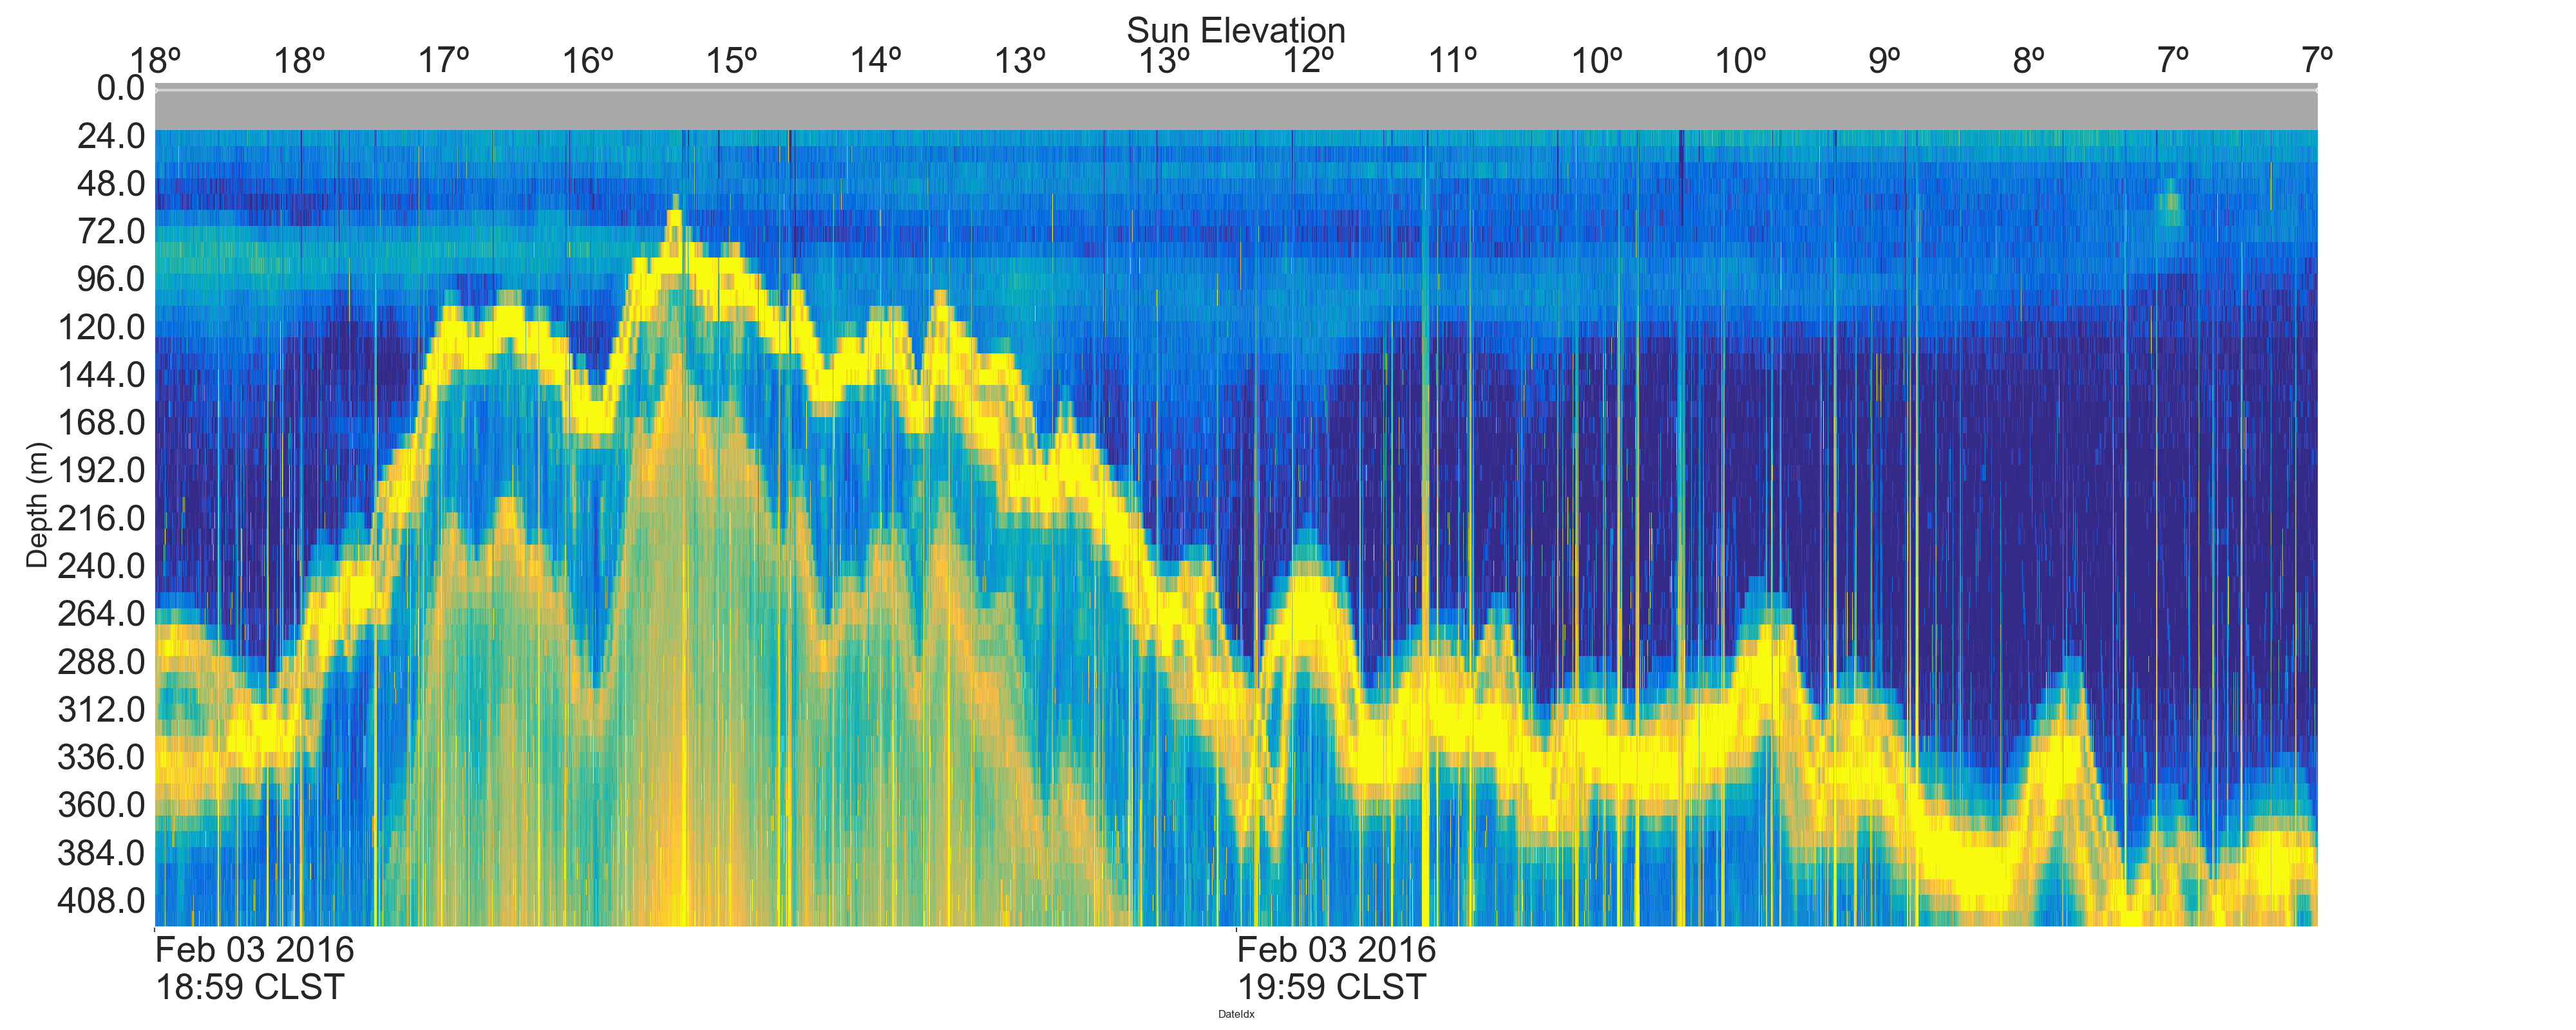 Sun Elevation
18º 18º 17º 16º 15º 14º 13º 13º 12º 11º 10º 10º 9º 8º 7º 7º
0.0
24.0
48.0
72.0
96.0
120.0
144.0
168.0
192.0
216.0
240.0
264.0
288.0
312.0
336.0
360.0
384.0
408.0
Depth (m)
Feb 03 2016
18:59 CLST
Feb 03 2016
19:59 CLST
DateIdx